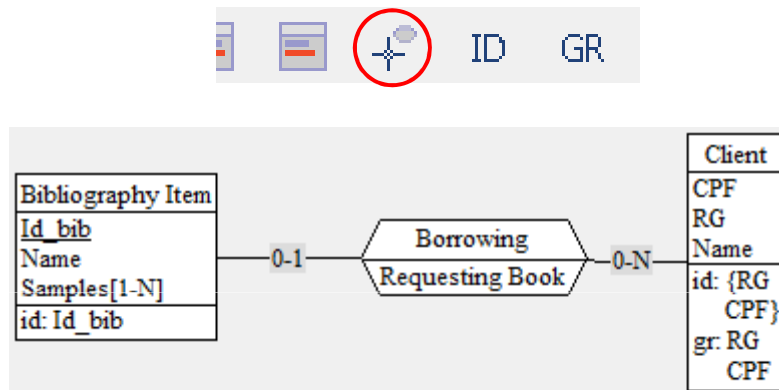 ID GR
Bibliography Item
Id_bib
Name
Samples[1-N]
id: Id_bib
0-1
Borrowing
Requesting Book
0-N
Client
CPF
RG
Name
id: {RG
CPF}
gr: RG
CPF